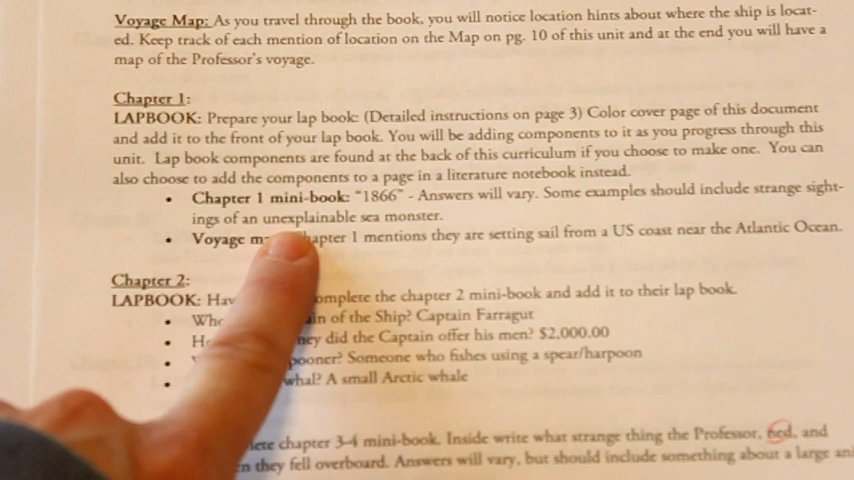 Voyage Map: As you travel through the book, you will notice location hints about where the ship is locat-
ed. Keep track of each mention of location on the Map on pg. 10 of this unit and at the end you will have a
map of the Professor's voyage.
Chapter 1:
LAPBOOK: Prepare your lap book: (Detailed instructions on page 3) Color cover page of this document
and add it to the front of your lap book. You will be adding components to it as you progress through this
unit. Lap book components are found at the back of this curriculum if you choose to make one. You can
also choose to add the components to a page in a literature notebook instead.
• Chapter 1 mini-book: "1866" - Answers will vary. Some examples should include strange sight-
ings of an unexplainable sea monster.
• Voyage 1 mentions they are setting sail from a US coast near the Atlantic Ocean.
Chapter 2:
LAPBOOK: complete the chapter 2 mini-book and add it to their lap book.
• of the Ship? Captain Farragut
• did the Captain offer his men? $2,000.00
• Someone who fishes using a spear/harpoon
• A small Arctic whale
chapter 3-4 mini-book. Inside write what strange thing the Professor, ned, and
they fell overboard. Answers will vary, but should include something about a large